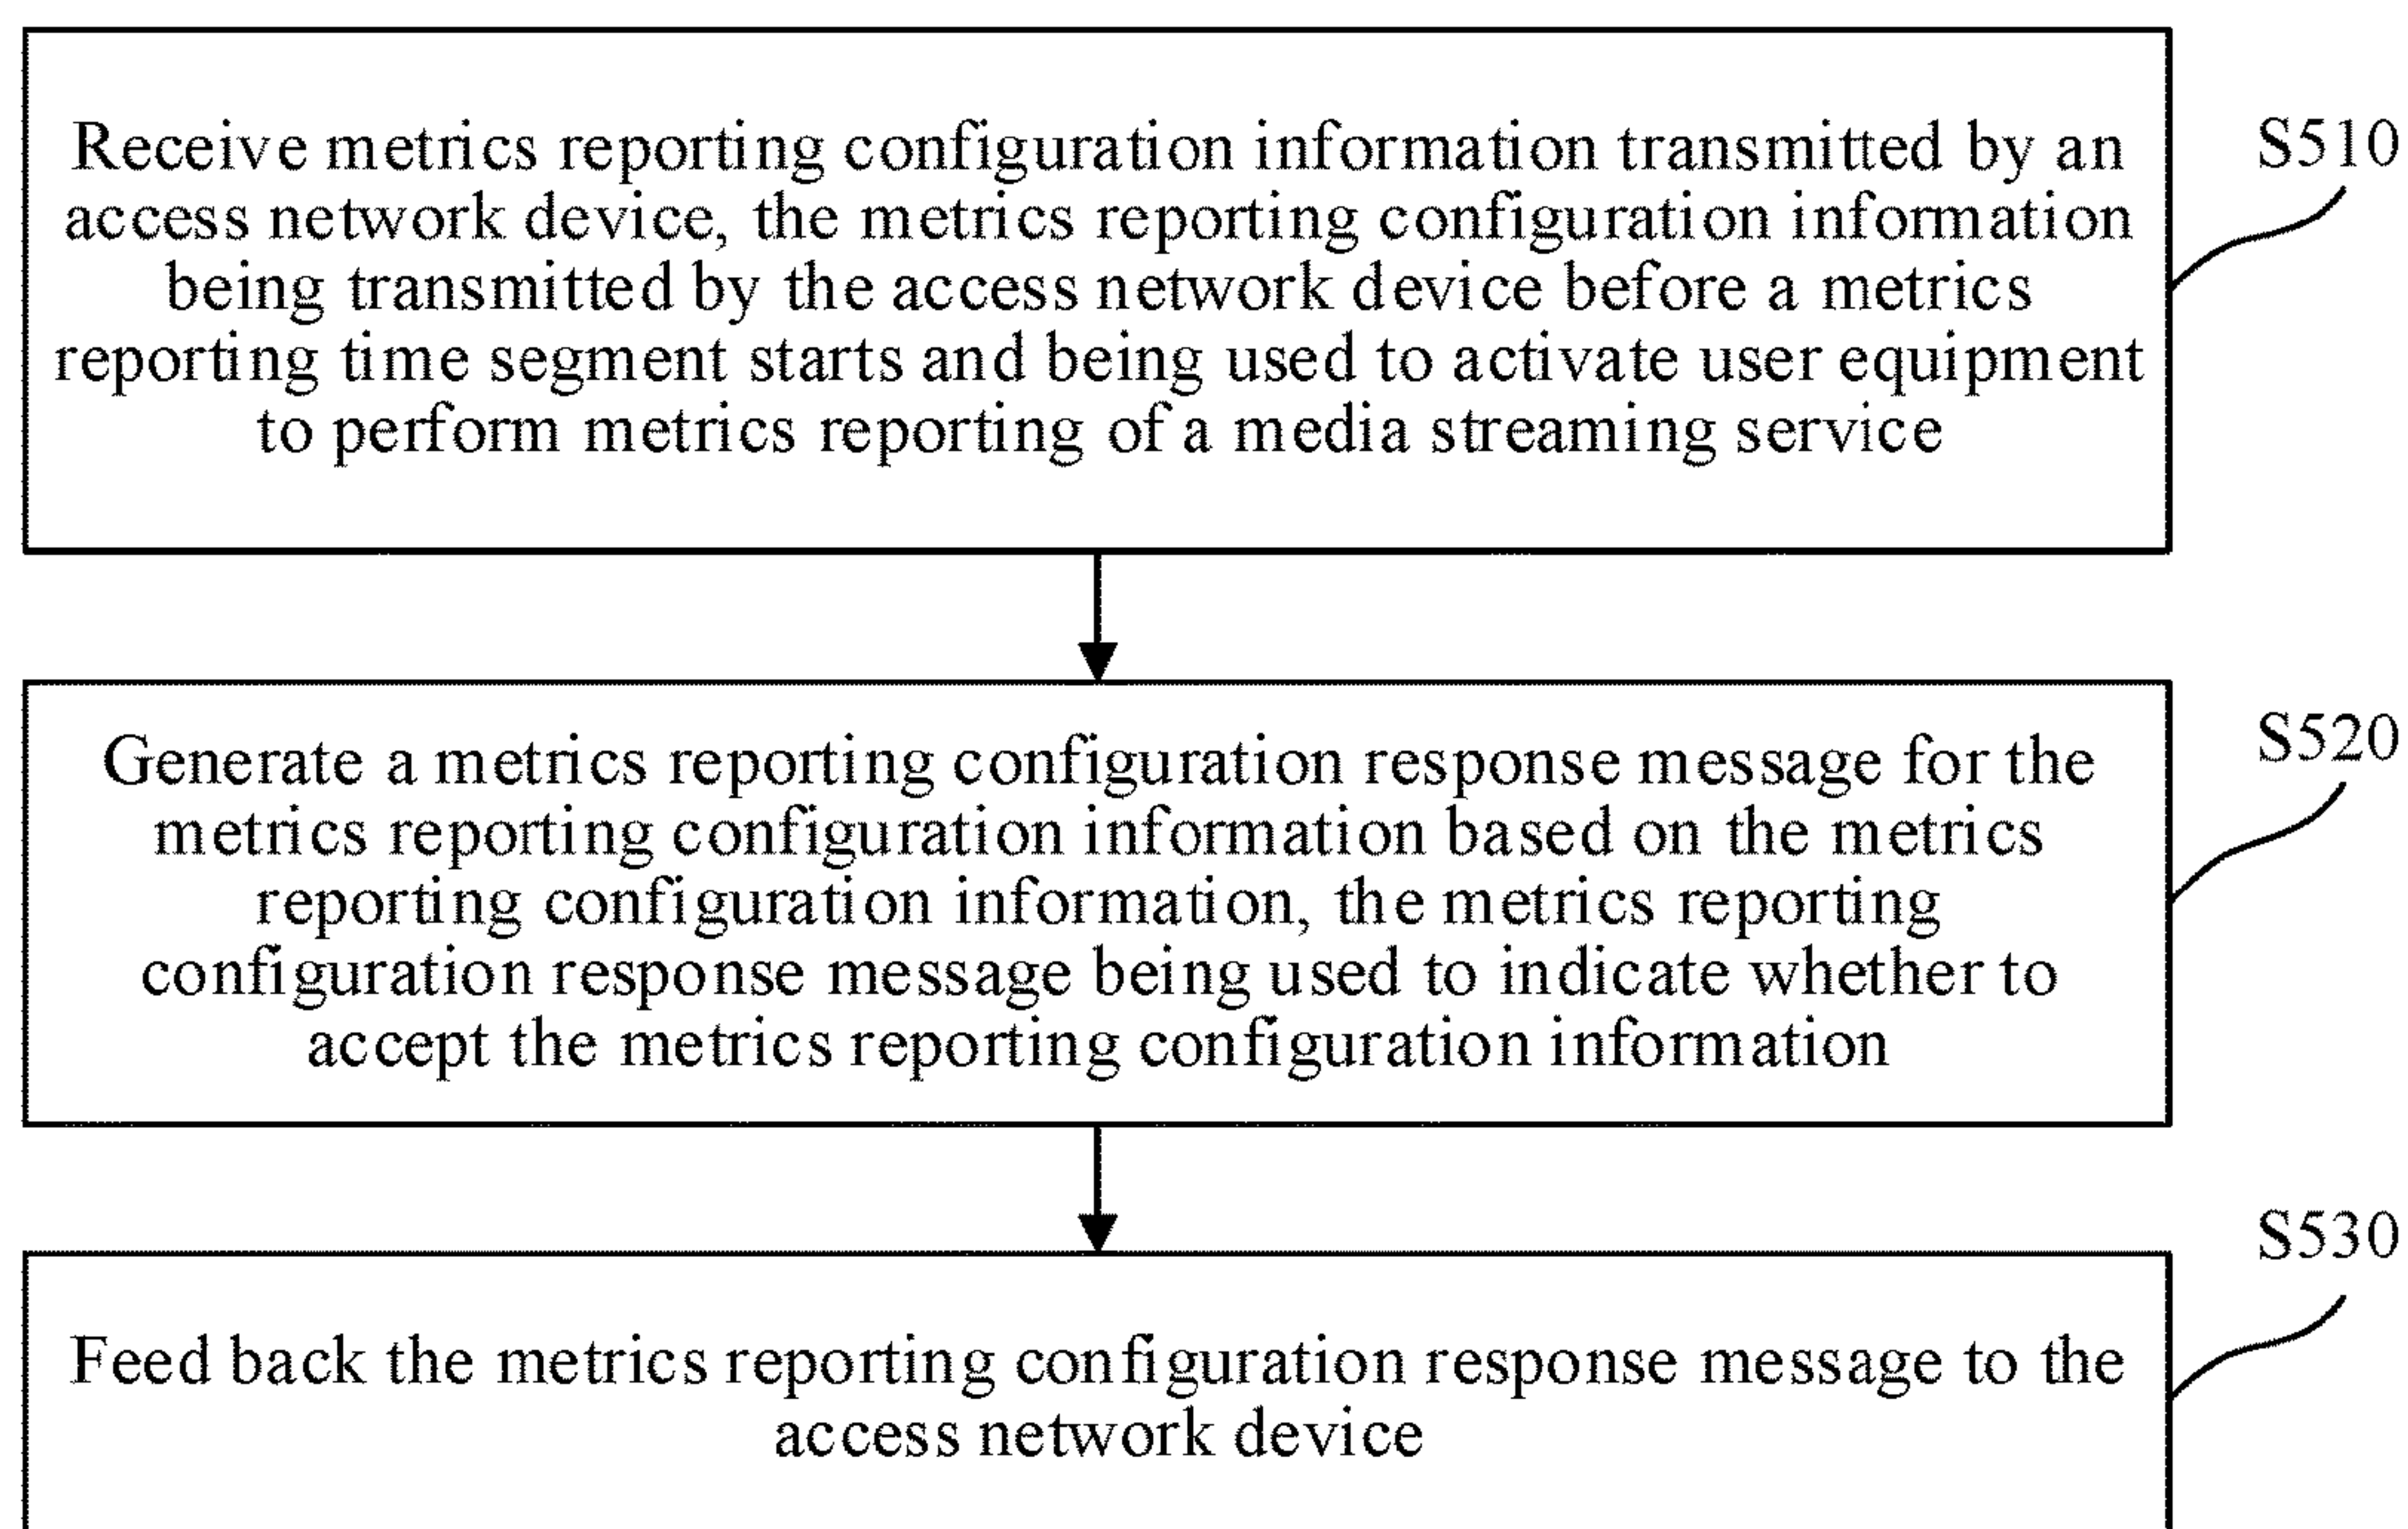 Receive metrics reporting configuration information transmitted by an
access network device, the metrics reporting configuration information
being transmitted by the access network device before a metrics
reporting time segment starts and being used to activate user equipment
to perform metrics reporting of a media streaming service
S510
Generate a metrics reporting configuration response message for the
metrics reporting configuration information based on the metrics
reporting configuration information, the metrics reporting
configuration response message being used to indicate whether to
accept the metrics reporting configuration information
S520
Feed back the metrics reporting configuration response message to the
access network device
S530